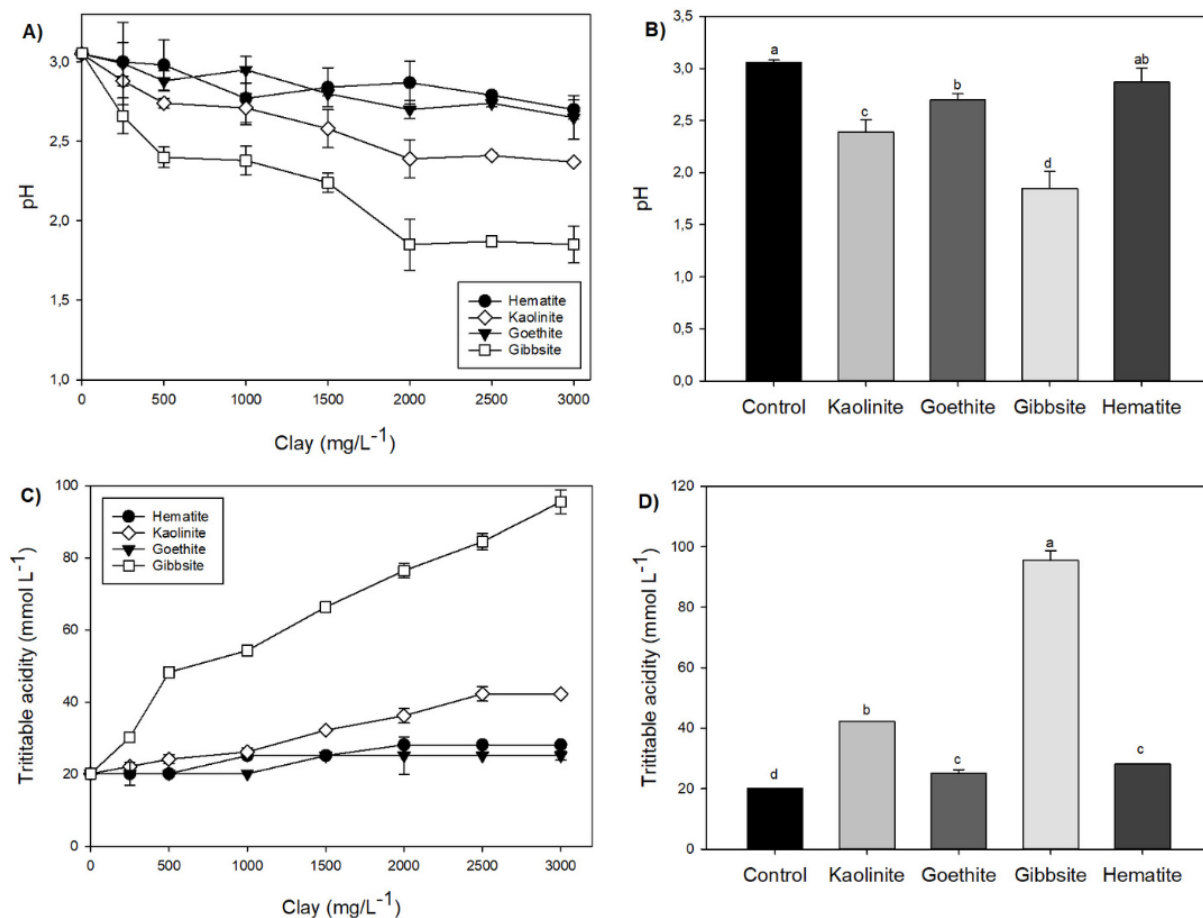 A)
pH
3,0
2,5
2,0
1,5
1,0
Hematite
Kaolinite
Goethite
Gibbsite
0 500 1000 1500 2000 2500 3000
Clay (mg/L⁻¹)
B)
pH
3,5
3,0
2,5
2,0
1,5
1,0
0,5
0,0
a
c
b
d
ab
Control Kaolinite Goethite Gibbsite Hematite
C)
Trititable acidity (mmol L⁻¹)
100
80
60
40
20
0
Hematite
Kaolinite
Goethite
Gibbsite
0 500 1000 1500 2000 2500 3000
Clay (mg/L⁻¹)
D)
Trititable acidity (mmol L⁻¹)
120
100
80
60
40
20
0
d
b
c
a
c
Control Kaolinite Goethite Gibbsite Hematite